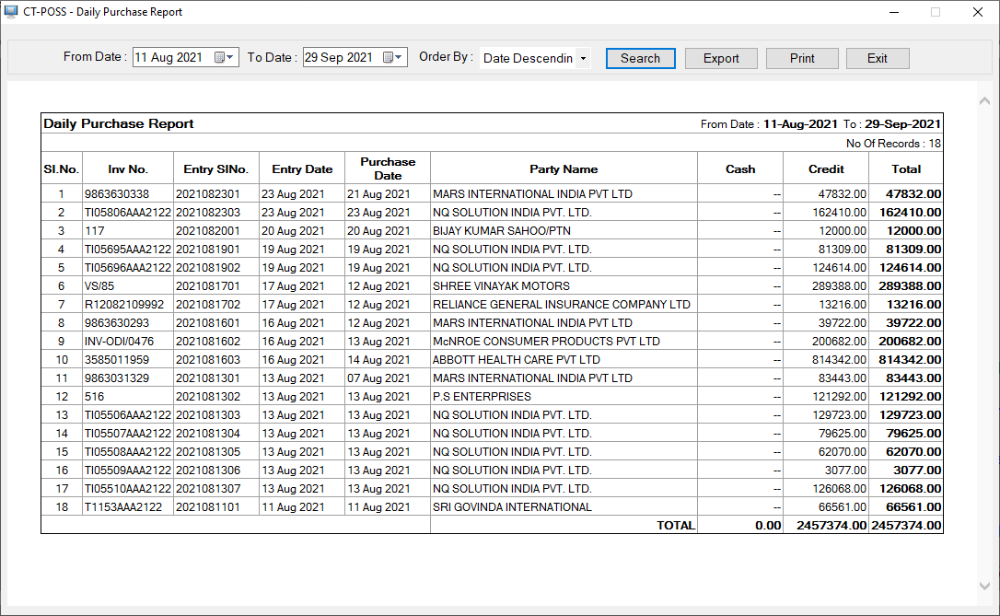 CT-POSS - Daily Purchase Report
From Date : 11 Aug 2021 To Date : 29 Sep 2021 Order By : Date Descendin Search Export Print Exit
Daily Purchase Report From Date : 11-Aug-2021 To : 29-Sep-2021
No Of Records : 18
Sl.No. Inv No. Entry SlNo. Entry Date Purchase Date Party Name Cash Credit Total
1 9863630338 2021082301 23 Aug 2021 21 Aug 2021 MARS INTERNATIONAL INDIA PVT LTD -- 47832.00 47832.00
2 TI05806AAA2122 2021082303 23 Aug 2021 23 Aug 2021 NQ SOLUTION INDIA PVT. LTD. -- 162410.00 162410.00
3 117 2021082001 20 Aug 2021 20 Aug 2021 BIJAY KUMAR SAHOO/PTN -- 12000.00 12000.00
4 TI05695AAA2122 2021081901 19 Aug 2021 19 Aug 2021 NQ SOLUTION INDIA PVT. LTD. -- 81309.00 81309.00
5 TI05696AAA2122 2021081902 19 Aug 2021 19 Aug 2021 NQ SOLUTION INDIA PVT. LTD. -- 124614.00 124614.00
6 VS/85 2021081701 17 Aug 2021 12 Aug 2021 SHREE VINAYAK MOTORS -- 289388.00 289388.00
7 R12082109992 2021081702 17 Aug 2021 12 Aug 2021 RELIANCE GENERAL INSURANCE COMPANY LTD -- 13216.00 13216.00
8 9863630293 2021081601 16 Aug 2021 12 Aug 2021 MARS INTERNATIONAL INDIA PVT LTD -- 39722.00 39722.00
9 INV-ODI/0476 2021081602 16 Aug 2021 13 Aug 2021 McNROE CONSUMER PRODUCTS PVT LTD -- 200682.00 200682.00
10 3585011959 2021081603 16 Aug 2021 14 Aug 2021 ABBOTT HEALTH CARE PVT LTD -- 814342.00 814342.00
11 9863031329 2021081301 13 Aug 2021 07 Aug 2021 MARS INTERNATIONAL INDIA PVT LTD -- 83443.00 83443.00
12 516 2021081302 13 Aug 2021 13 Aug 2021 P.S ENTERPRISES -- 121292.00 121292.00
13 TI05506AAA2122 2021081303 13 Aug 2021 13 Aug 2021 NQ SOLUTION INDIA PVT. LTD. -- 129723.00 129723.00
14 TI05507AAA2122 2021081304 13 Aug 2021 13 Aug 2021 NQ SOLUTION INDIA PVT. LTD. -- 79625.00 79625.00
15 TI05508AAA2122 2021081305 13 Aug 2021 13 Aug 2021 NQ SOLUTION INDIA PVT. LTD. -- 62070.00 62070.00
16 TI05509AAA2122 2021081306 13 Aug 2021 13 Aug 2021 NQ SOLUTION INDIA PVT. LTD. -- 3077.00 3077.00
17 TI05510AAA2122 2021081307 13 Aug 2021 13 Aug 2021 NQ SOLUTION INDIA PVT. LTD. -- 126068.00 126068.00
18 T1153AAA2122 2021081101 11 Aug 2021 11 Aug 2021 SRI GOVINDA INTERNATIONAL -- 66561.00 66561.00
TOTAL 0.00 2457374.00 2457374.00